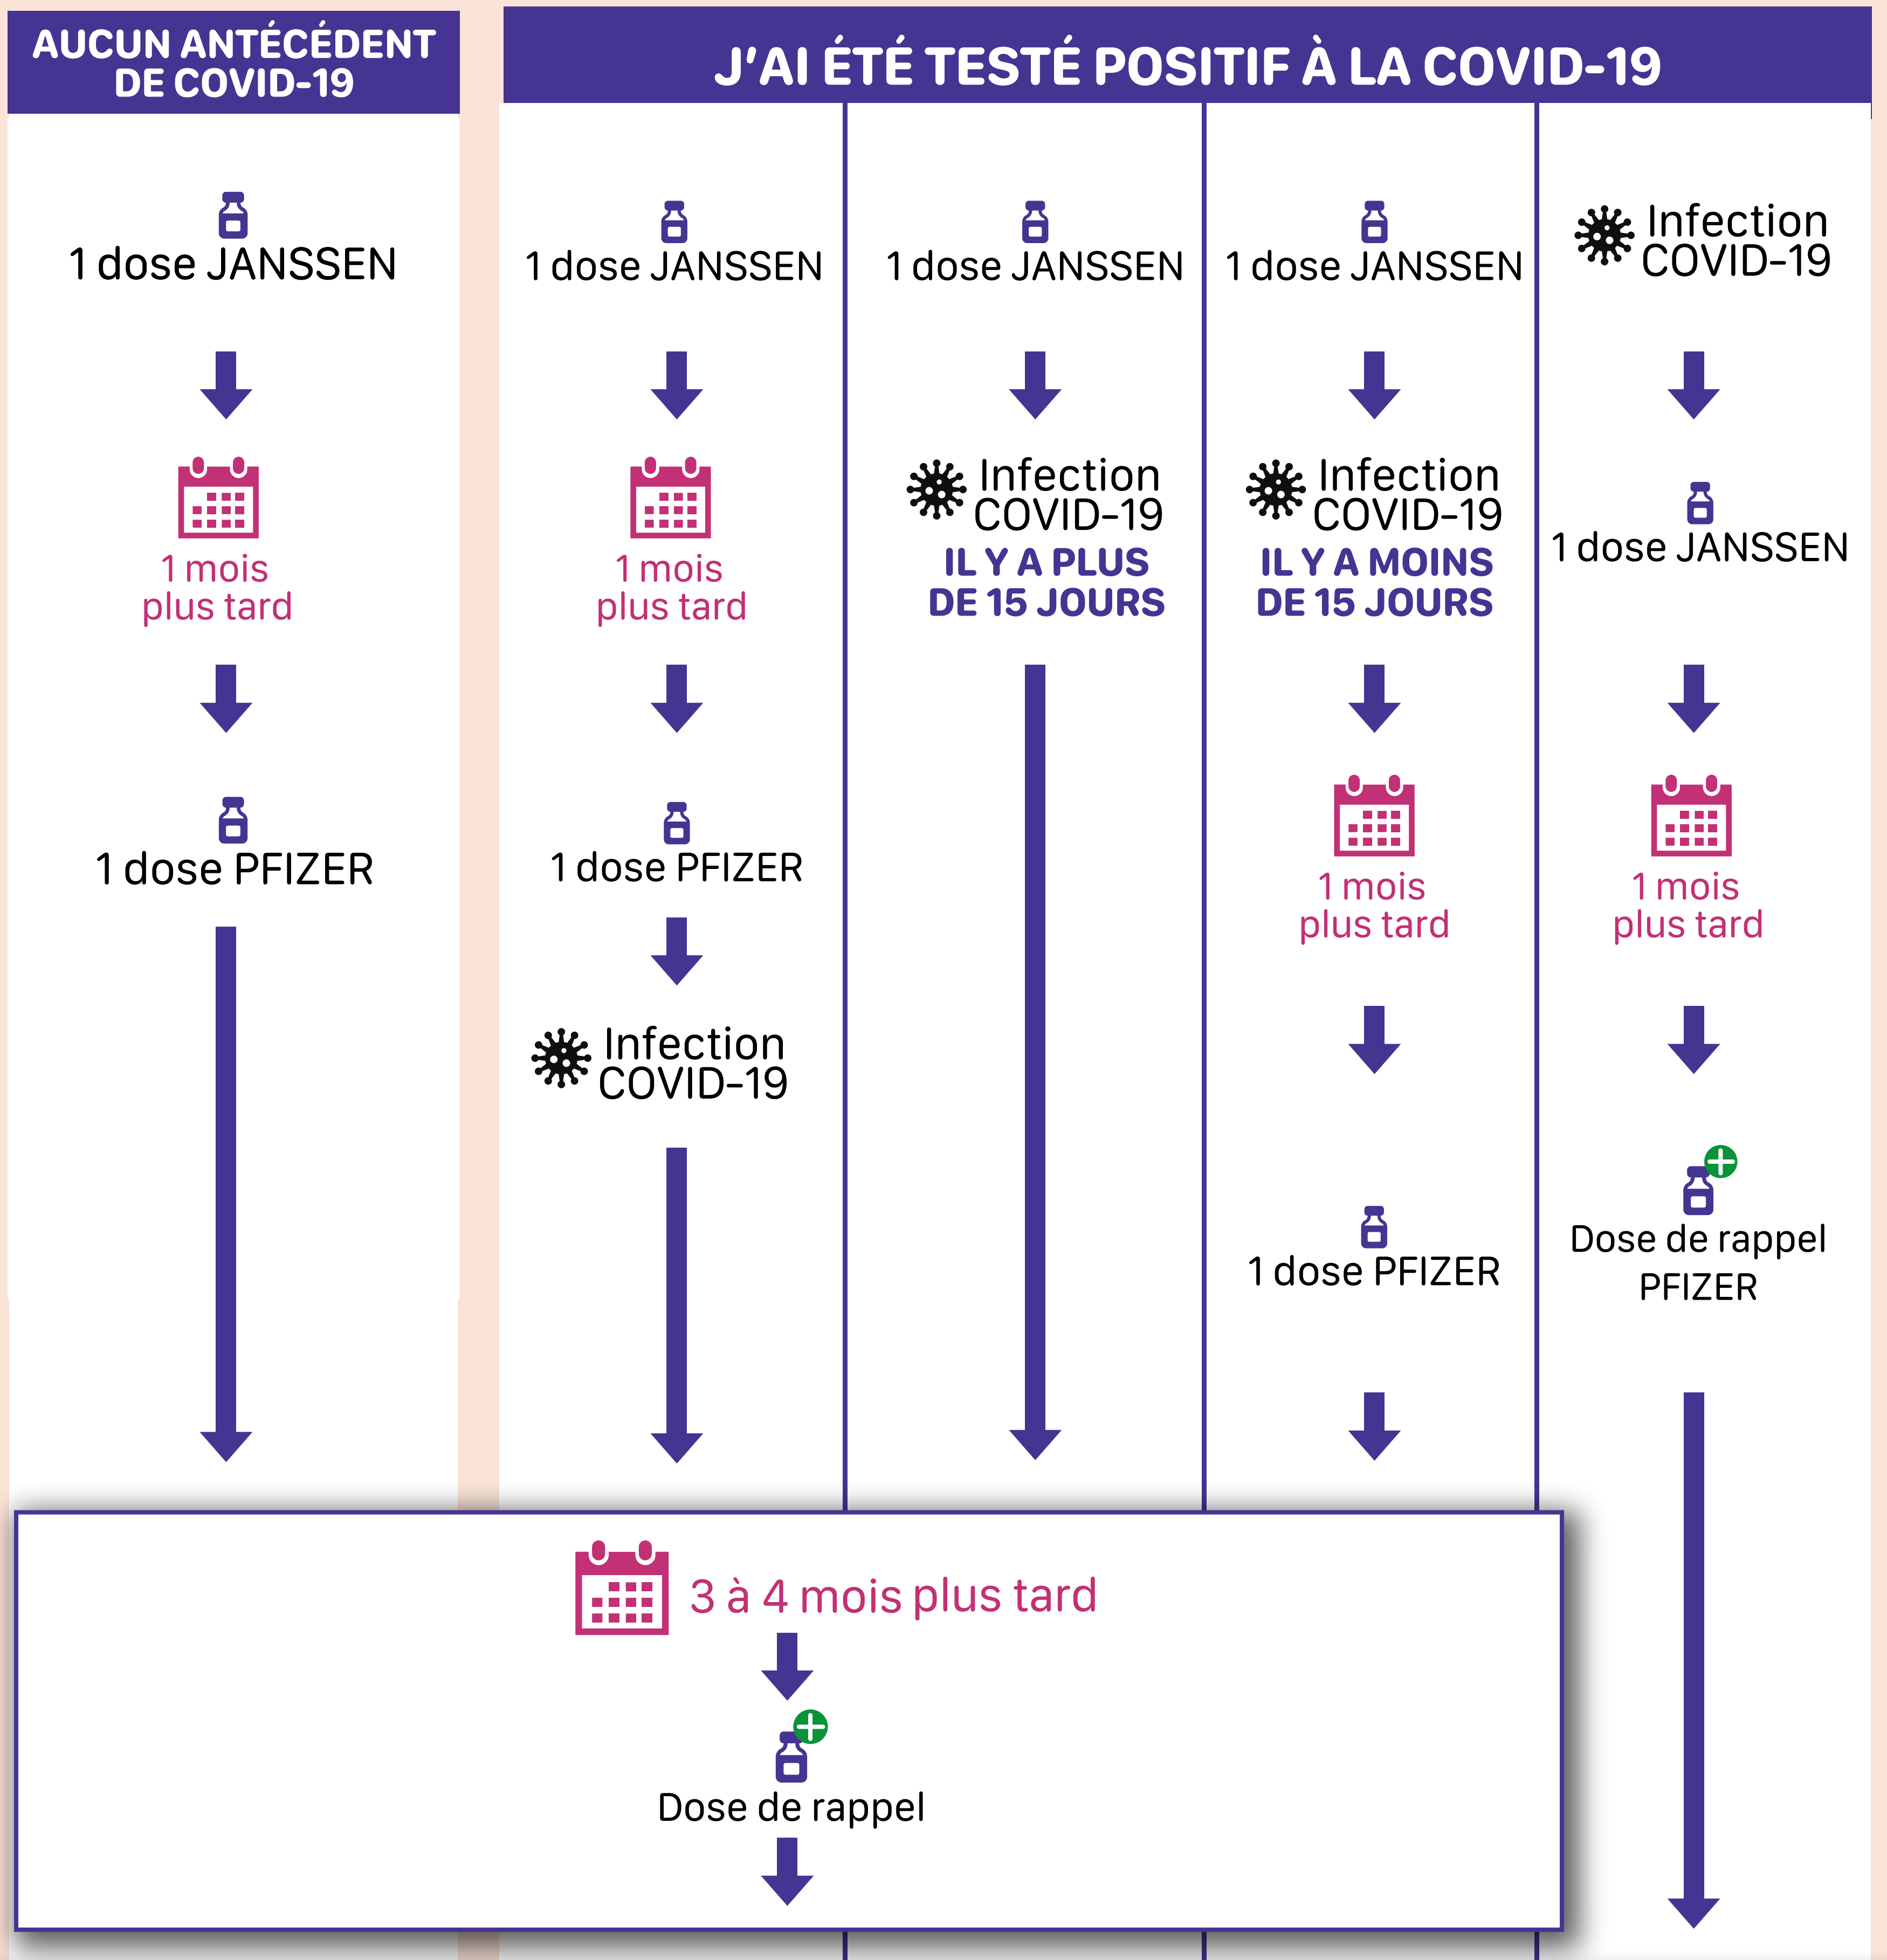 AUCUN ANTÉCÉDENT
DE COVID-19
1 dose JANSSEN
1 mois
plus tard
1 dose PFIZER
J'AI ÉTÉ TESTÉ POSITIF À LA COVID-19
1 dose JANSSEN
1 mois
plus tard
1 dose PFIZER
Infection
COVID-19
1 dose JANSSEN
Infection
COVID-19
IL Y A PLUS
DE 15 JOURS
1 dose JANSSEN
Infection
COVID-19
IL Y A MOINS
DE 15 JOURS
1 mois
plus tard
1 dose PFIZER
Infection
COVID-19
1 dose JANSSEN
1 mois
plus tard
Dose de rappel
PFIZER
3 à 4 mois plus tard
Dose de rappel